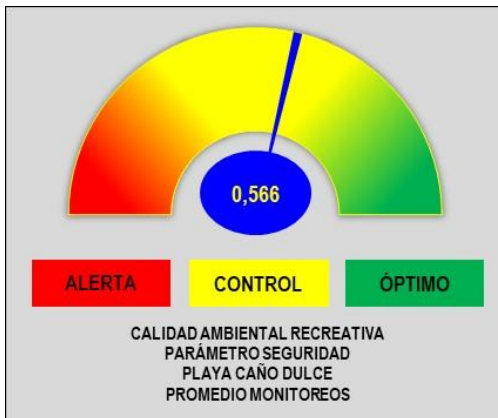 0,566
ALERTA CONTROL ÓPTIMO
CALIDAD AMBIENTAL RECREATIVA
PARÁMETRO SEGURIDAD
PLAYA CAÑO DULCE
PROMEDIO MONITOREOS